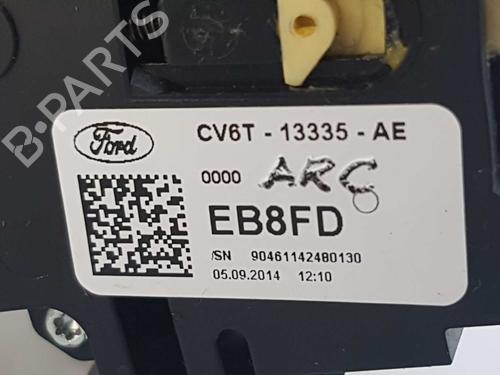 B-PARTS
Ford
CV6T - 13335 - AE
0000 ARC
EB8FD
/SN 90461142480130
05.09.2014 12:10